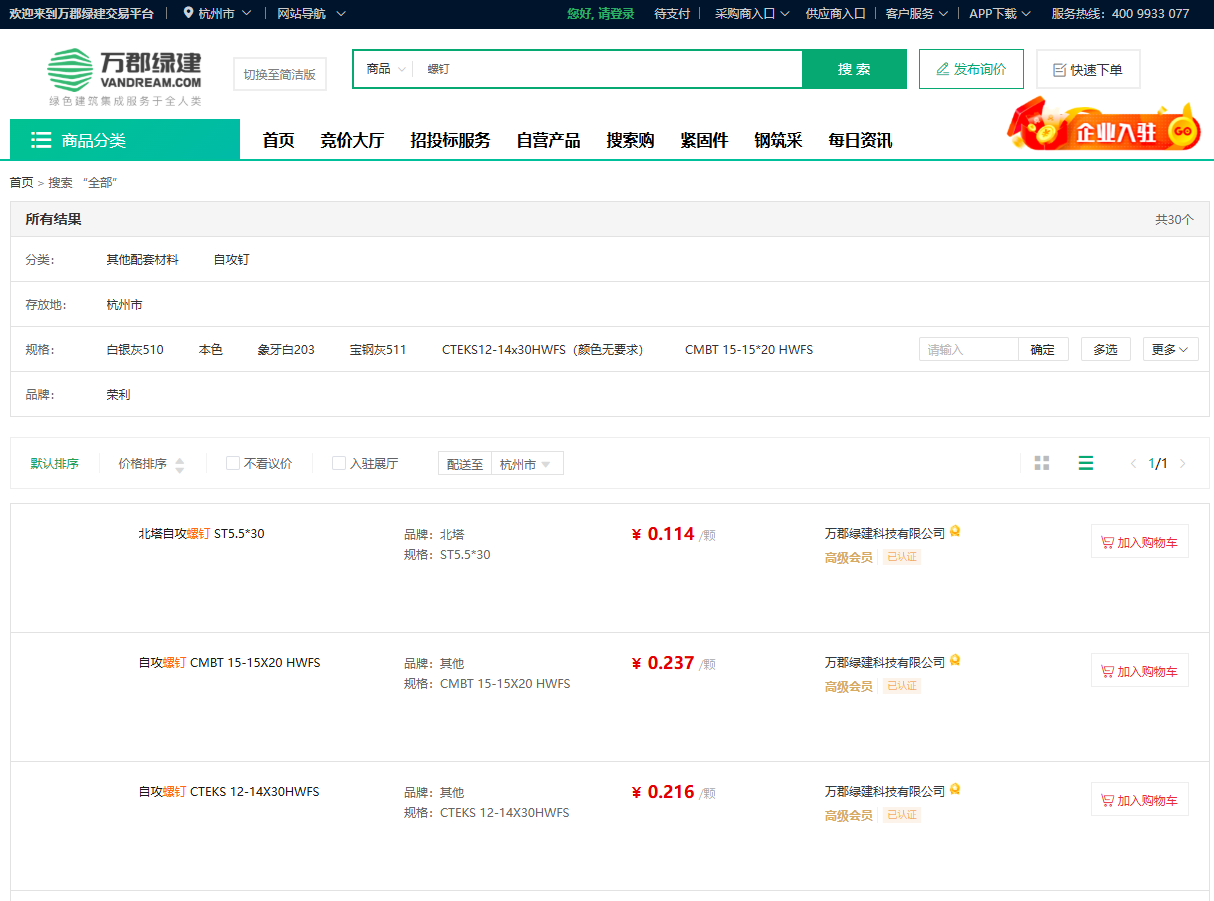 欢迎来到万郡绿建交易平台 杭州市 网站导航 您好, 请登录 待支付 采购商入口 供应商入口 客户服务 APP下载 服务热线：400 9933 077
万郡绿建
VANDREAM.COM
绿色建筑集成服务于全人类
切换至简洁版
商品 螺钉 搜 索 发布询价 快速下单
商品分类 首页 竞价大厅 招投标服务 自营产品 搜索购 紧固件 钢筑采 每日资讯 企业入驻 GO
首页 > 搜索 “全部”
所有结果 共30个
分类： 其他配套材料 自攻钉
存放地： 杭州市
规格： 白银灰510 本色 象牙白203 宝钢灰511 CTEKS12-14x30HWFS（颜色无要求） CMBT 15-15*20 HWFS 请输入 确定 多选 更多
品牌： 荣利
默认排序 价格排序 不看议价 入驻展厅 配送至 杭州市 1/1
北塔自攻螺钉 ST5.5*30 品牌：北塔 ¥ 0.114 /颗 万郡绿建科技有限公司
规格：ST5.5*30 高级会员 已认证 加入购物车
自攻螺钉 CMBT 15-15X20 HWFS 品牌：其他 ¥ 0.237 /颗 万郡绿建科技有限公司
规格：CMBT 15-15X20 HWFS 高级会员 已认证 加入购物车
自攻螺钉 CTEKS 12-14X30HWFS 品牌：其他 ¥ 0.216 /颗 万郡绿建科技有限公司
规格：CTEKS 12-14X30HWFS 高级会员 已认证 加入购物车